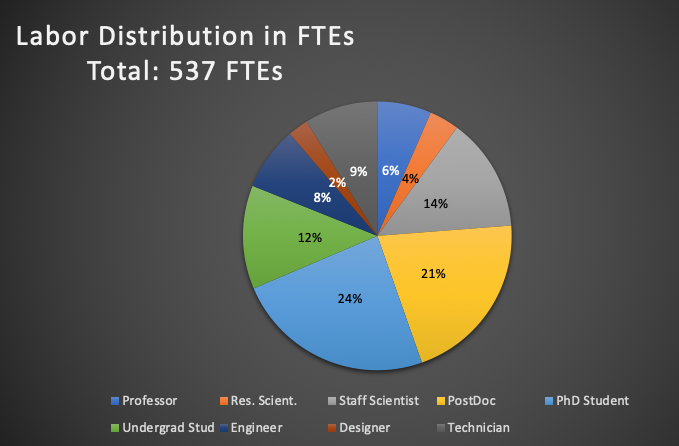 Labor Distribution in FTEs
Total: 537 FTEs
6%
4%
14%
21%
24%
12%
8%
2%
9%
Professor Res. Scient. Staff Scientist PostDoc PhD Student
Undergrad Stud Engineer Designer Technician